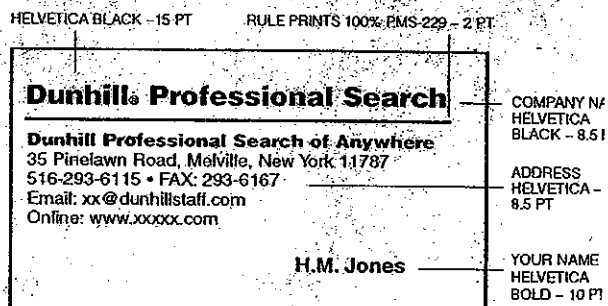 HELVETICA BLACK – 15 PT
RULE PRINTS 100% PMS 229 – 2 PT
Dunhill® Professional Search
COMPANY NA
HELVETICA
BLACK – 8.5 P
Dunhill Professional Search of Anywhere
35 Pinelawn Road, Melville, New York 11787
516-293-6115 • FAX: 293-6167
Email: xx@dunhillstaff.com
Online: www.xxxxx.com
ADDRESS
HELVETICA –
8.5 PT
H.M. Jones
YOUR NAME
HELVETICA
BOLD – 10 PT